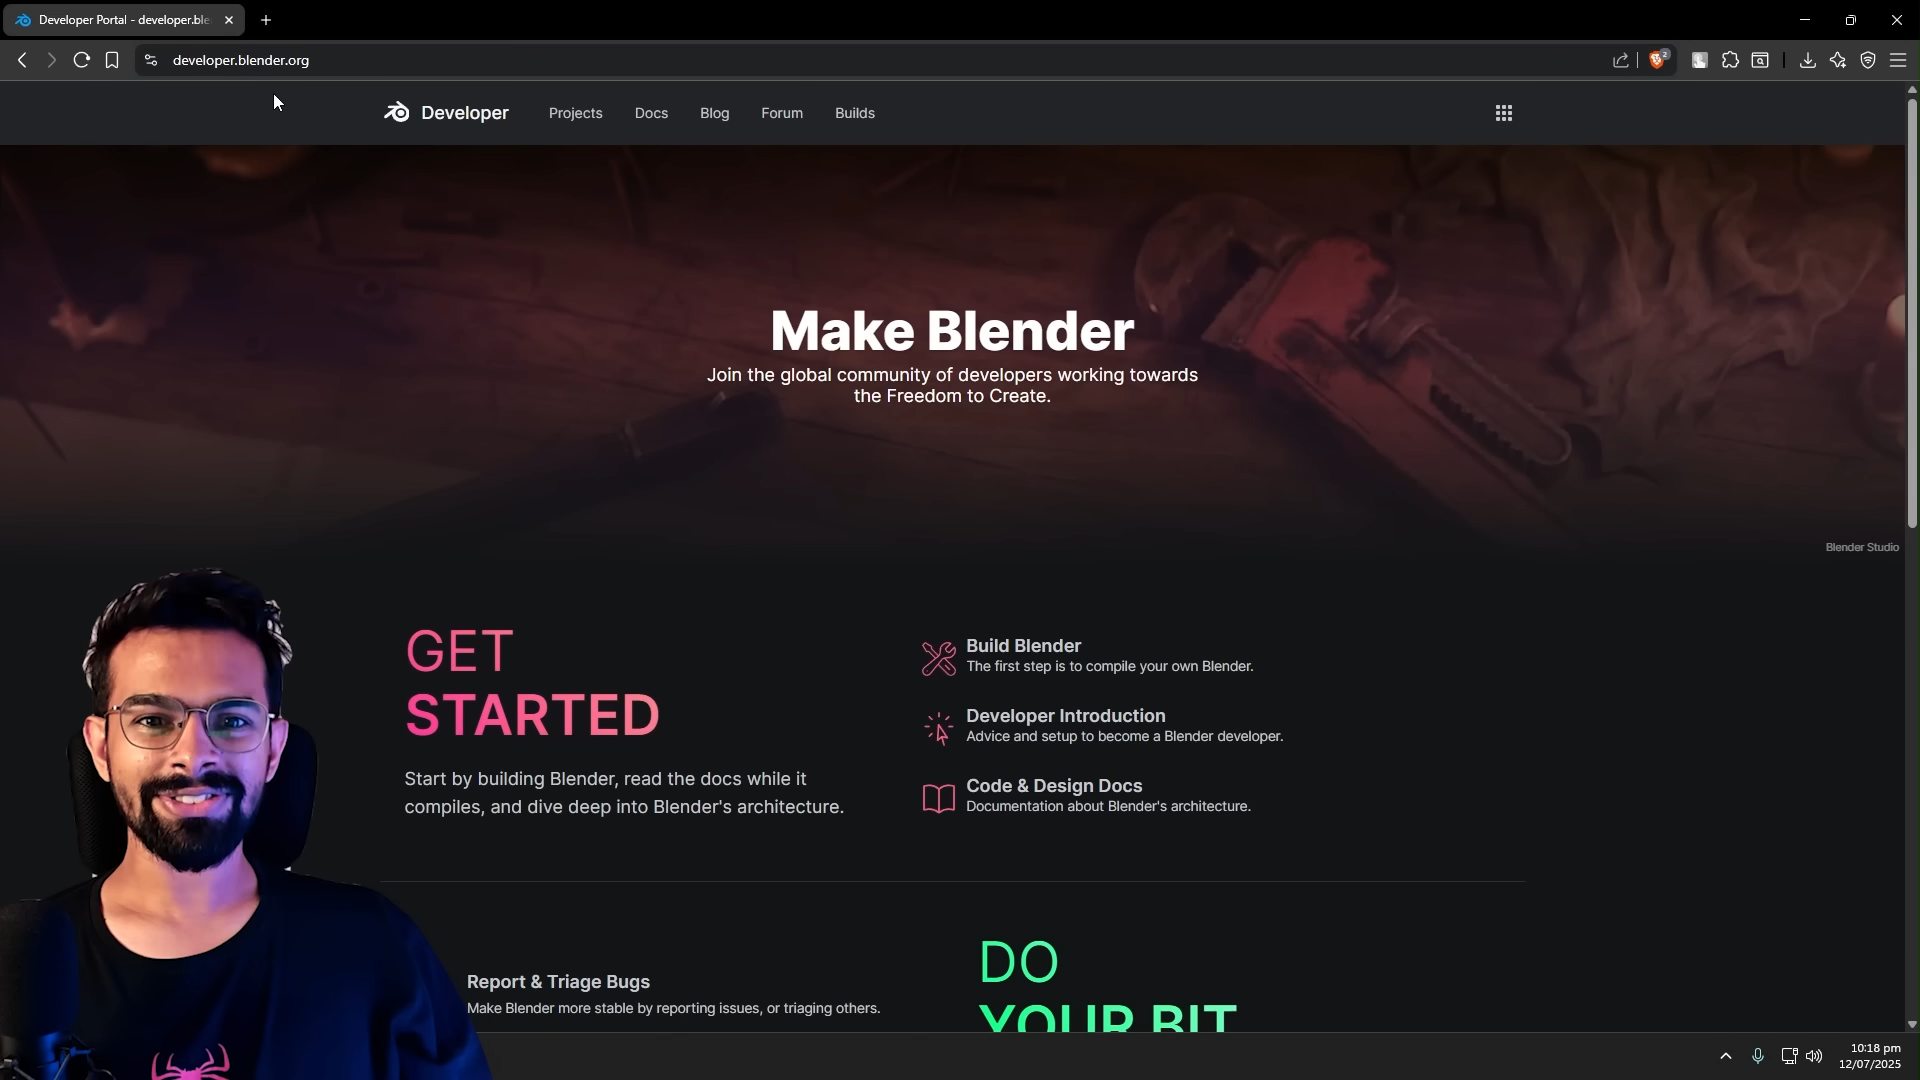 Developer Portal - developer.ble
developer.blender.org
2
Developer
Projects
Docs
Blog
Forum
Builds
Make Blender
Join the global community of developers working towards
the Freedom to Create.
Blender Studio
GET
STARTED
Start by building Blender, read the docs while it
compiles, and dive deep into Blender's architecture.
Build Blender
The first step is to compile your own Blender.
Developer Introduction
Advice and setup to become a Blender developer.
Code & Design Docs
Documentation about Blender's architecture.
Report & Triage Bugs
Make Blender more stable by reporting issues, or triaging others.
DO
YOUR BIT
10:18 pm
12/07/2025